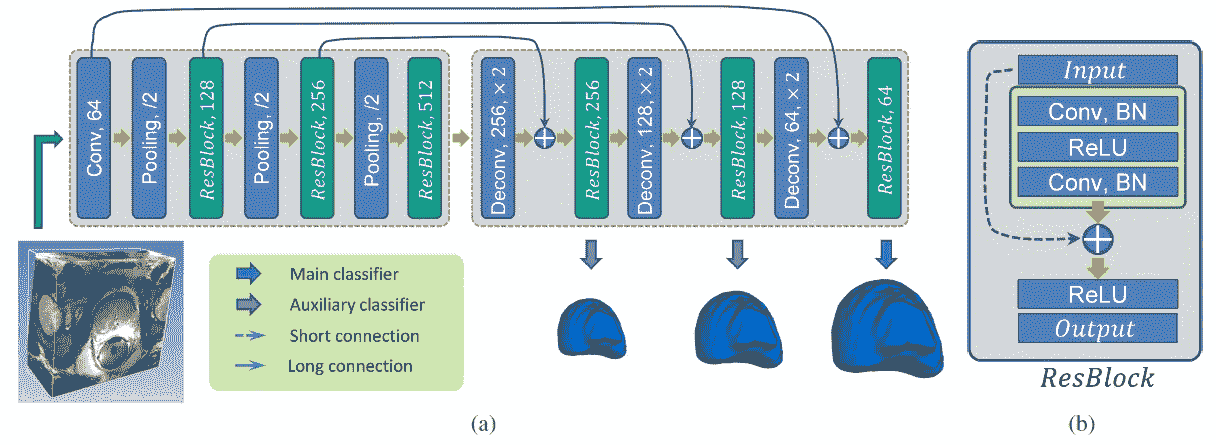 Conv, 64
Pooling, /2
ResBlock, 128
Pooling, /2
ResBlock, 256
Pooling, /2
ResBlock, 512
Deconv, 256, × 2
ResBlock, 256
Deconv, 128, × 2
ResBlock, 128
Deconv, 64, × 2
ResBlock, 64
Main classifier
Auxiliary classifier
Short connection
Long connection
(a)
Input
Conv, BN
ReLU
Conv, BN
ReLU
Output
ResBlock
(b)